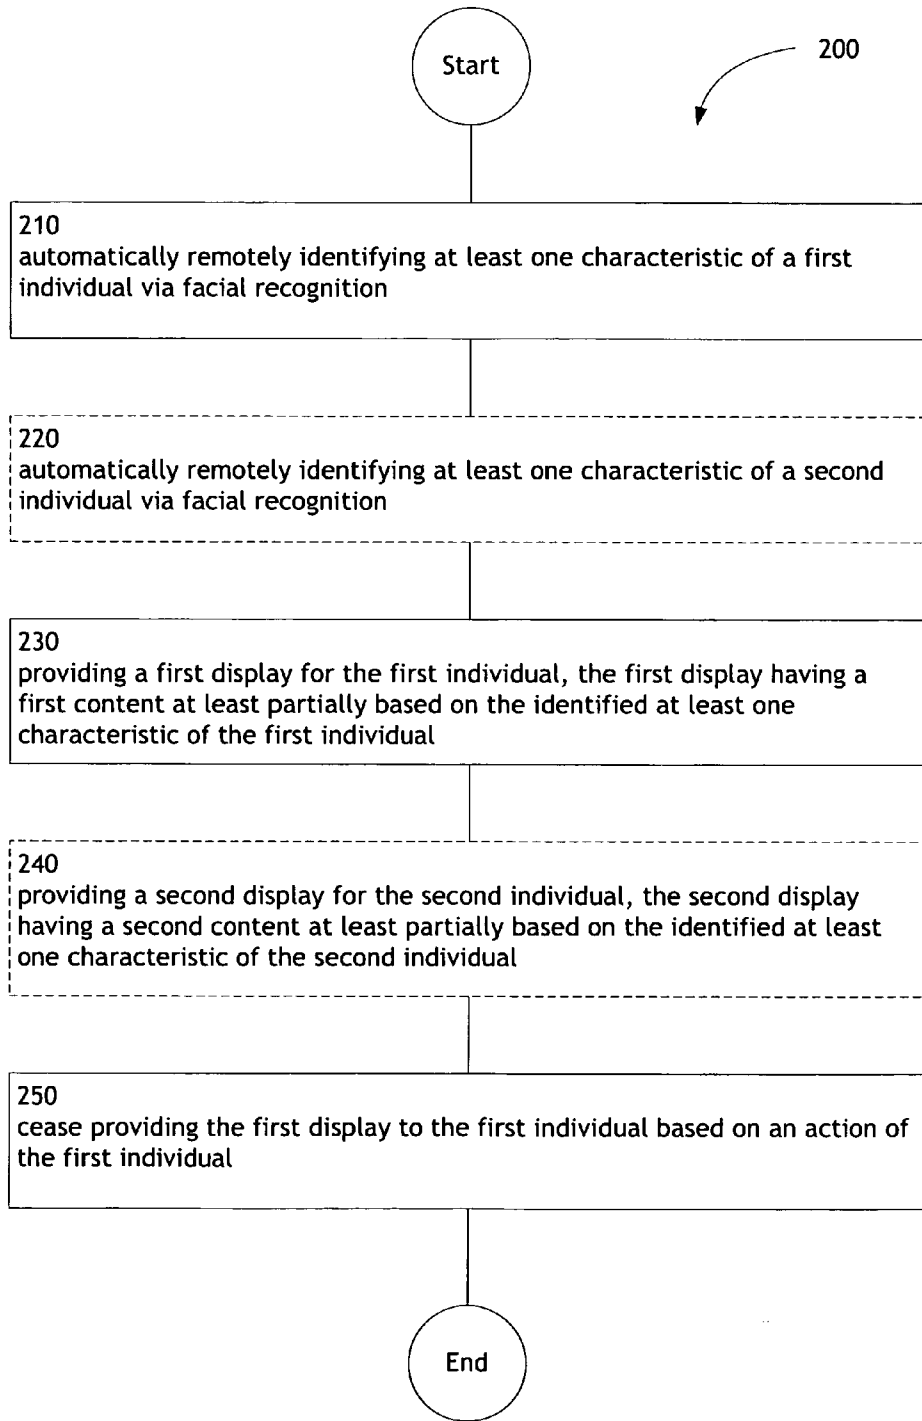 Start
200
210
automatically remotely identifying at least one characteristic of a first
individual via facial recognition
220
automatically remotely identifying at least one characteristic of a second
individual via facial recognition
230
providing a first display for the first individual, the first display having a
first content at least partially based on the identified at least one
characteristic of the first individual
240
providing a second display for the second individual, the second display
having a second content at least partially based on the identified at least
one characteristic of the second individual
250
cease providing the first display to the first individual based on an action of
the first individual
End